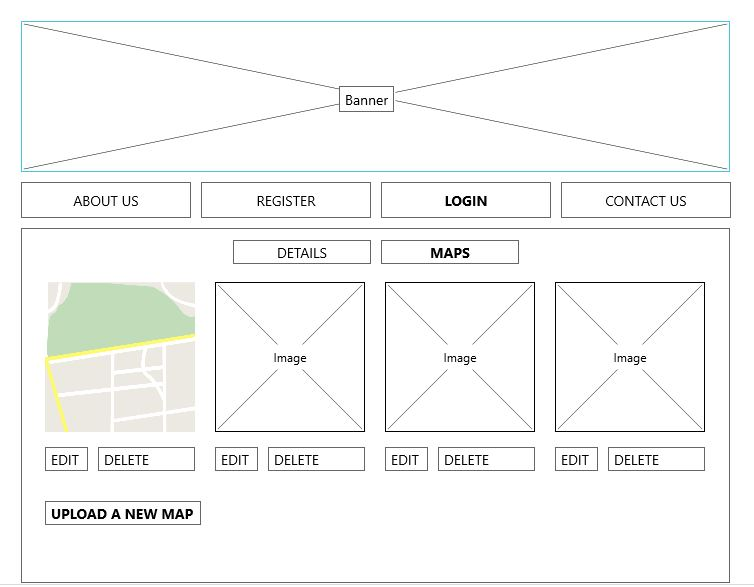 Banner
ABOUT US REGISTER LOGIN CONTACT US
DETAILS MAPS
Image Image Image
EDIT DELETE EDIT DELETE EDIT DELETE EDIT DELETE
UPLOAD A NEW MAP